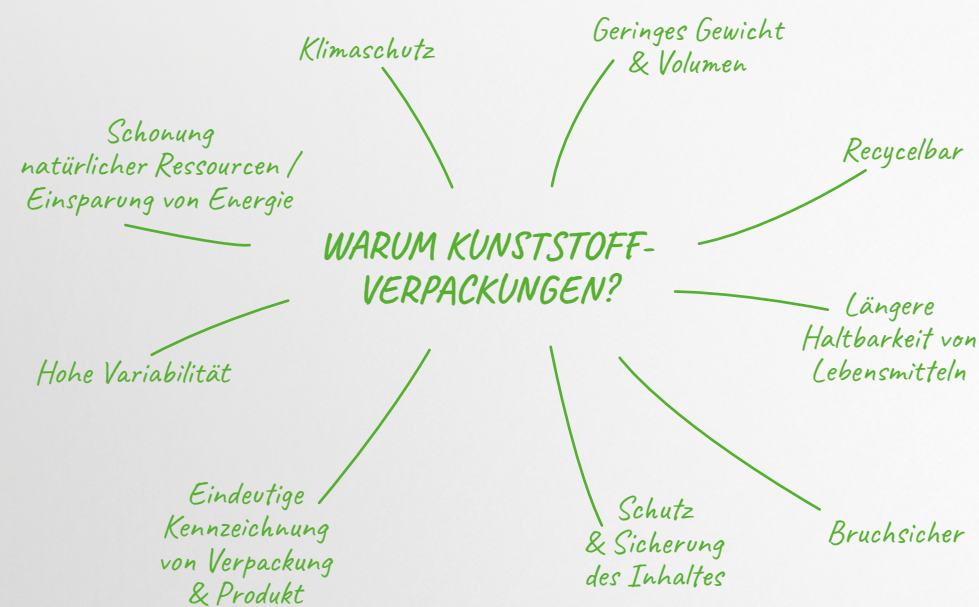 Klimaschutz
Geringes Gewicht
& Volumen
Schonung
natürlicher Ressourcen /
Einsparung von Energie
Recycelbar
WARUM KUNSTSTOFF-
VERPACKUNGEN?
Längere
Haltbarkeit von
Lebensmitteln
Hohe Variabilität
Eindeutige
Kennzeichnung
von Verpackung
& Produkt
Schutz
& Sicherung
des Inhaltes
Bruchsicher